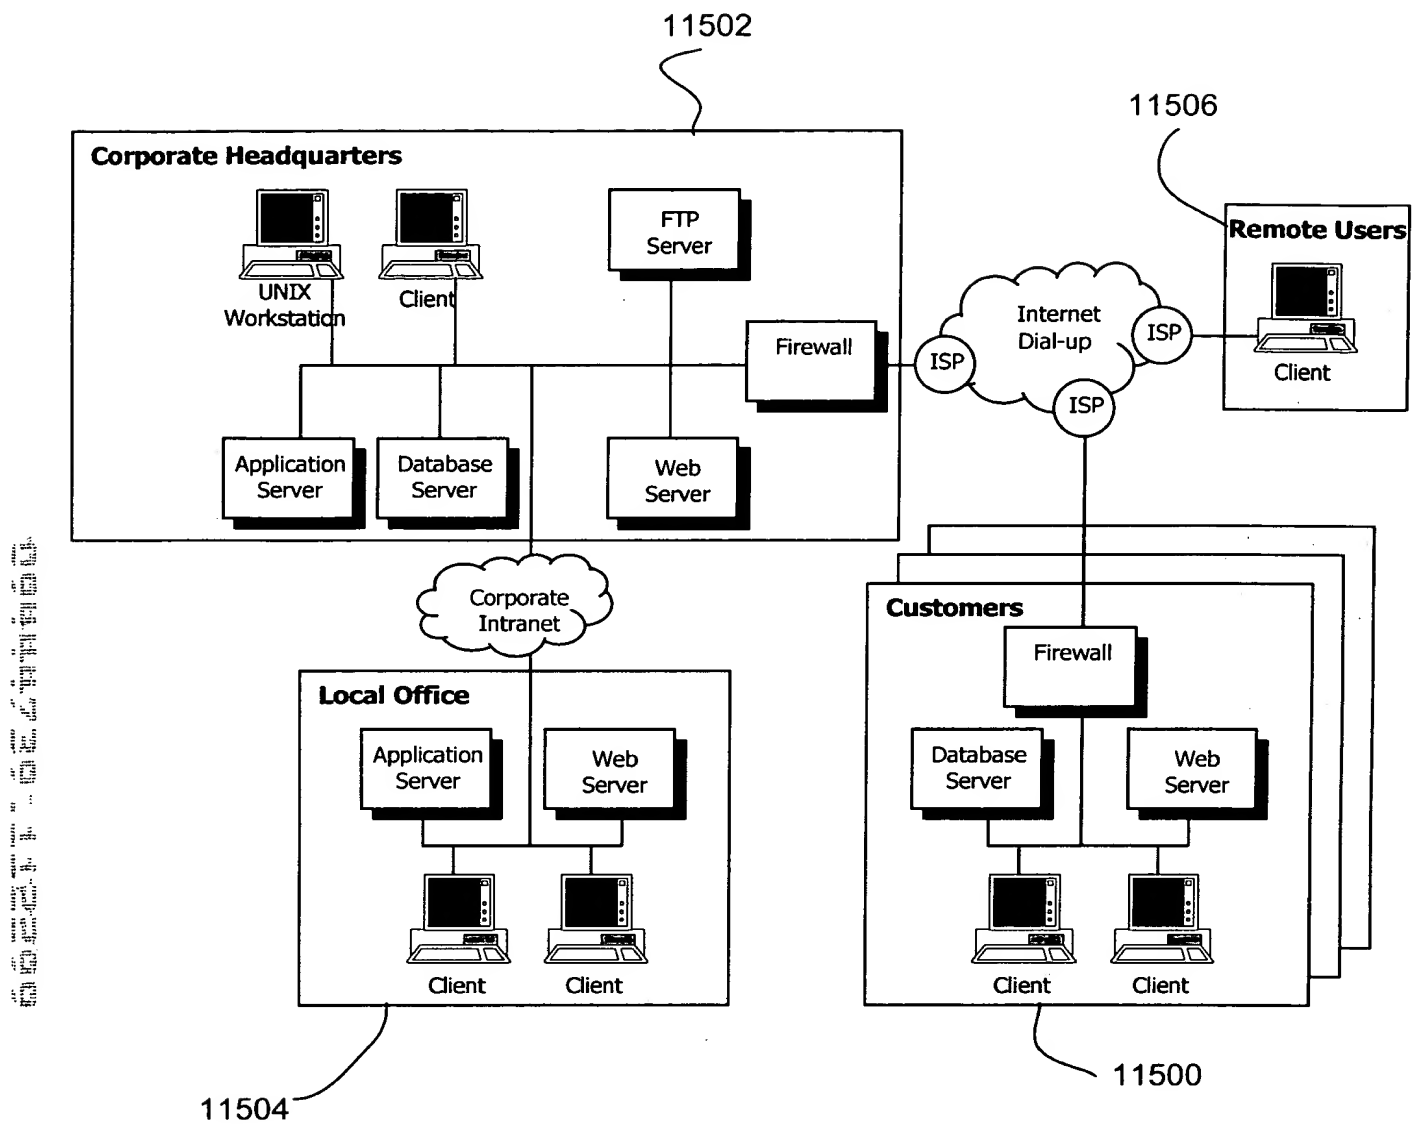 11502
11506
Corporate Headquarters
FTP
Server
UNIX
Workstation
Client
Remote Users
Client
Firewall
ISP
Internet
Dial-up
ISP
ISP
Application
Server
Database
Server
Web
Server
Corporate
Intranet
Customers
Firewall
Local Office
Application
Server
Web
Server
Database
Server
Web
Server
Client
Client
Client
Client
11500
11504